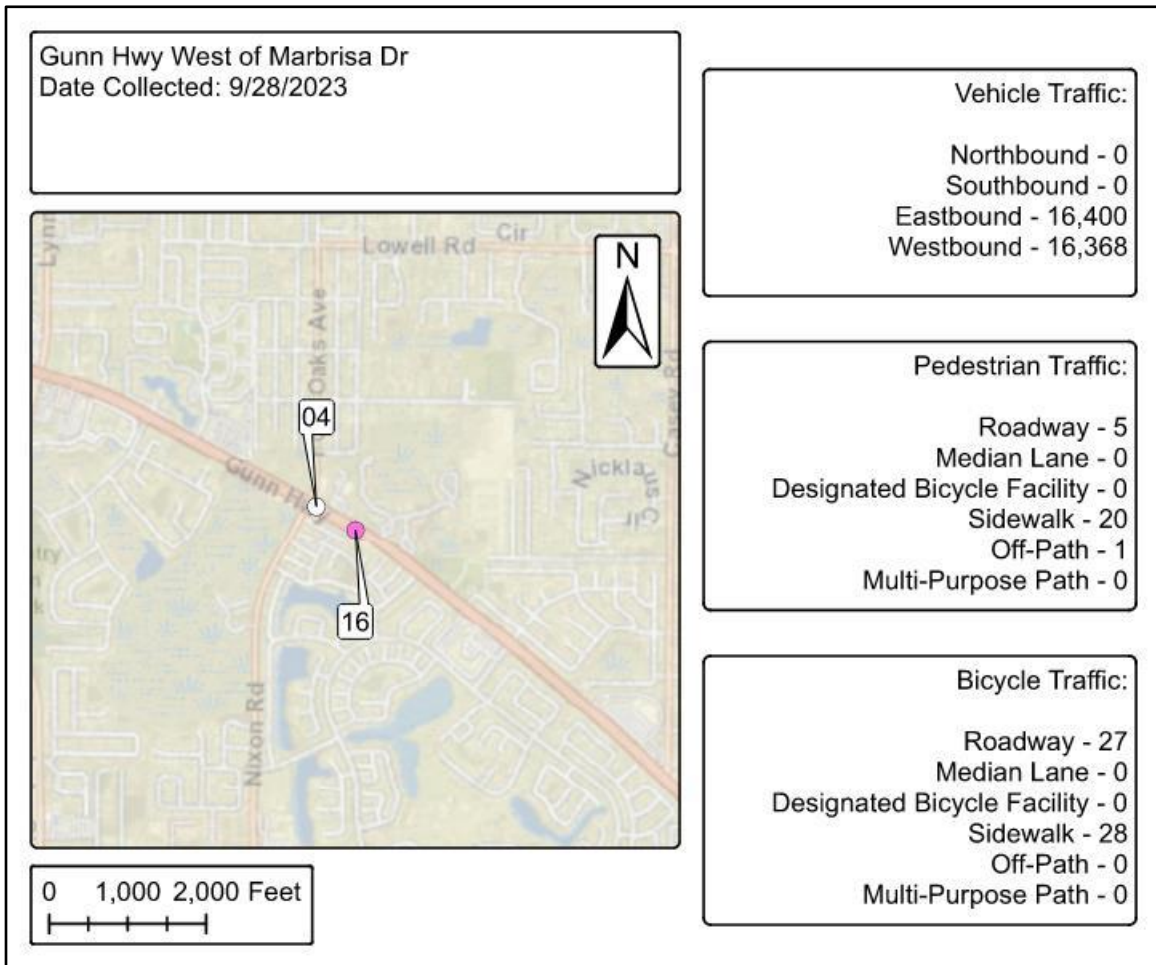 Gunn Hwy West of Marbrisa Dr
Date Collected: 9/28/2023
Vehicle Traffic:
Northbound - 0
Southbound - 0
Eastbound - 16,400
Westbound - 16,368
Pedestrian Traffic:
Roadway - 5
Median Lane - 0
Designated Bicycle Facility - 0
Sidewalk - 20
Off-Path - 1
Multi-Purpose Path - 0
Bicycle Traffic:
Roadway - 27
Median Lane - 0
Designated Bicycle Facility - 0
Sidewalk - 28
Off-Path - 0
Multi-Purpose Path - 0
Lynn
Lowell Rd
Cir
N
Oaks Ave
Casey Rd
04
Gunn
Nickla
us Cir
16
Nixon Rd
0 1,000 2,000 Feet